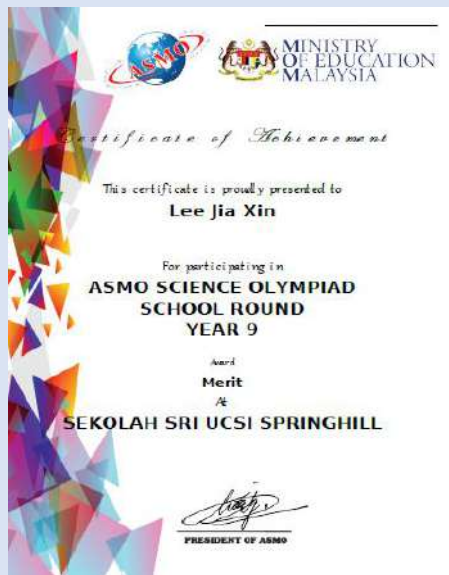 ASMO
MINISTRY
OF EDUCATION
MALAYSIA
Certificate of Achievement
This certificate is proudly presented to
Lee Jia Xin
For participating in
ASMO SCIENCE OLYMPIAD
SCHOOL ROUND
YEAR 9
Award
Merit
At
SEKOLAH SRI UCSI SPRINGHILL
PRESIDENT OF ASMO